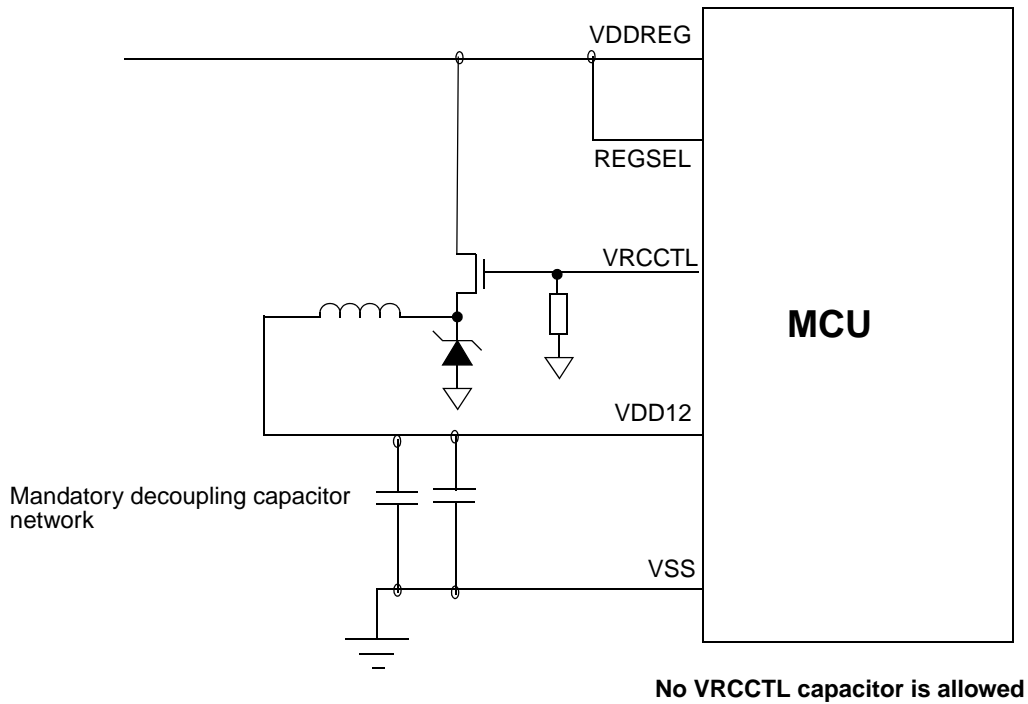 VDDREG
REGSEL
VRCCTL
MCU
VDD12
Mandatory decoupling capacitor
network
VSS
No VRCCTL capacitor is allowed